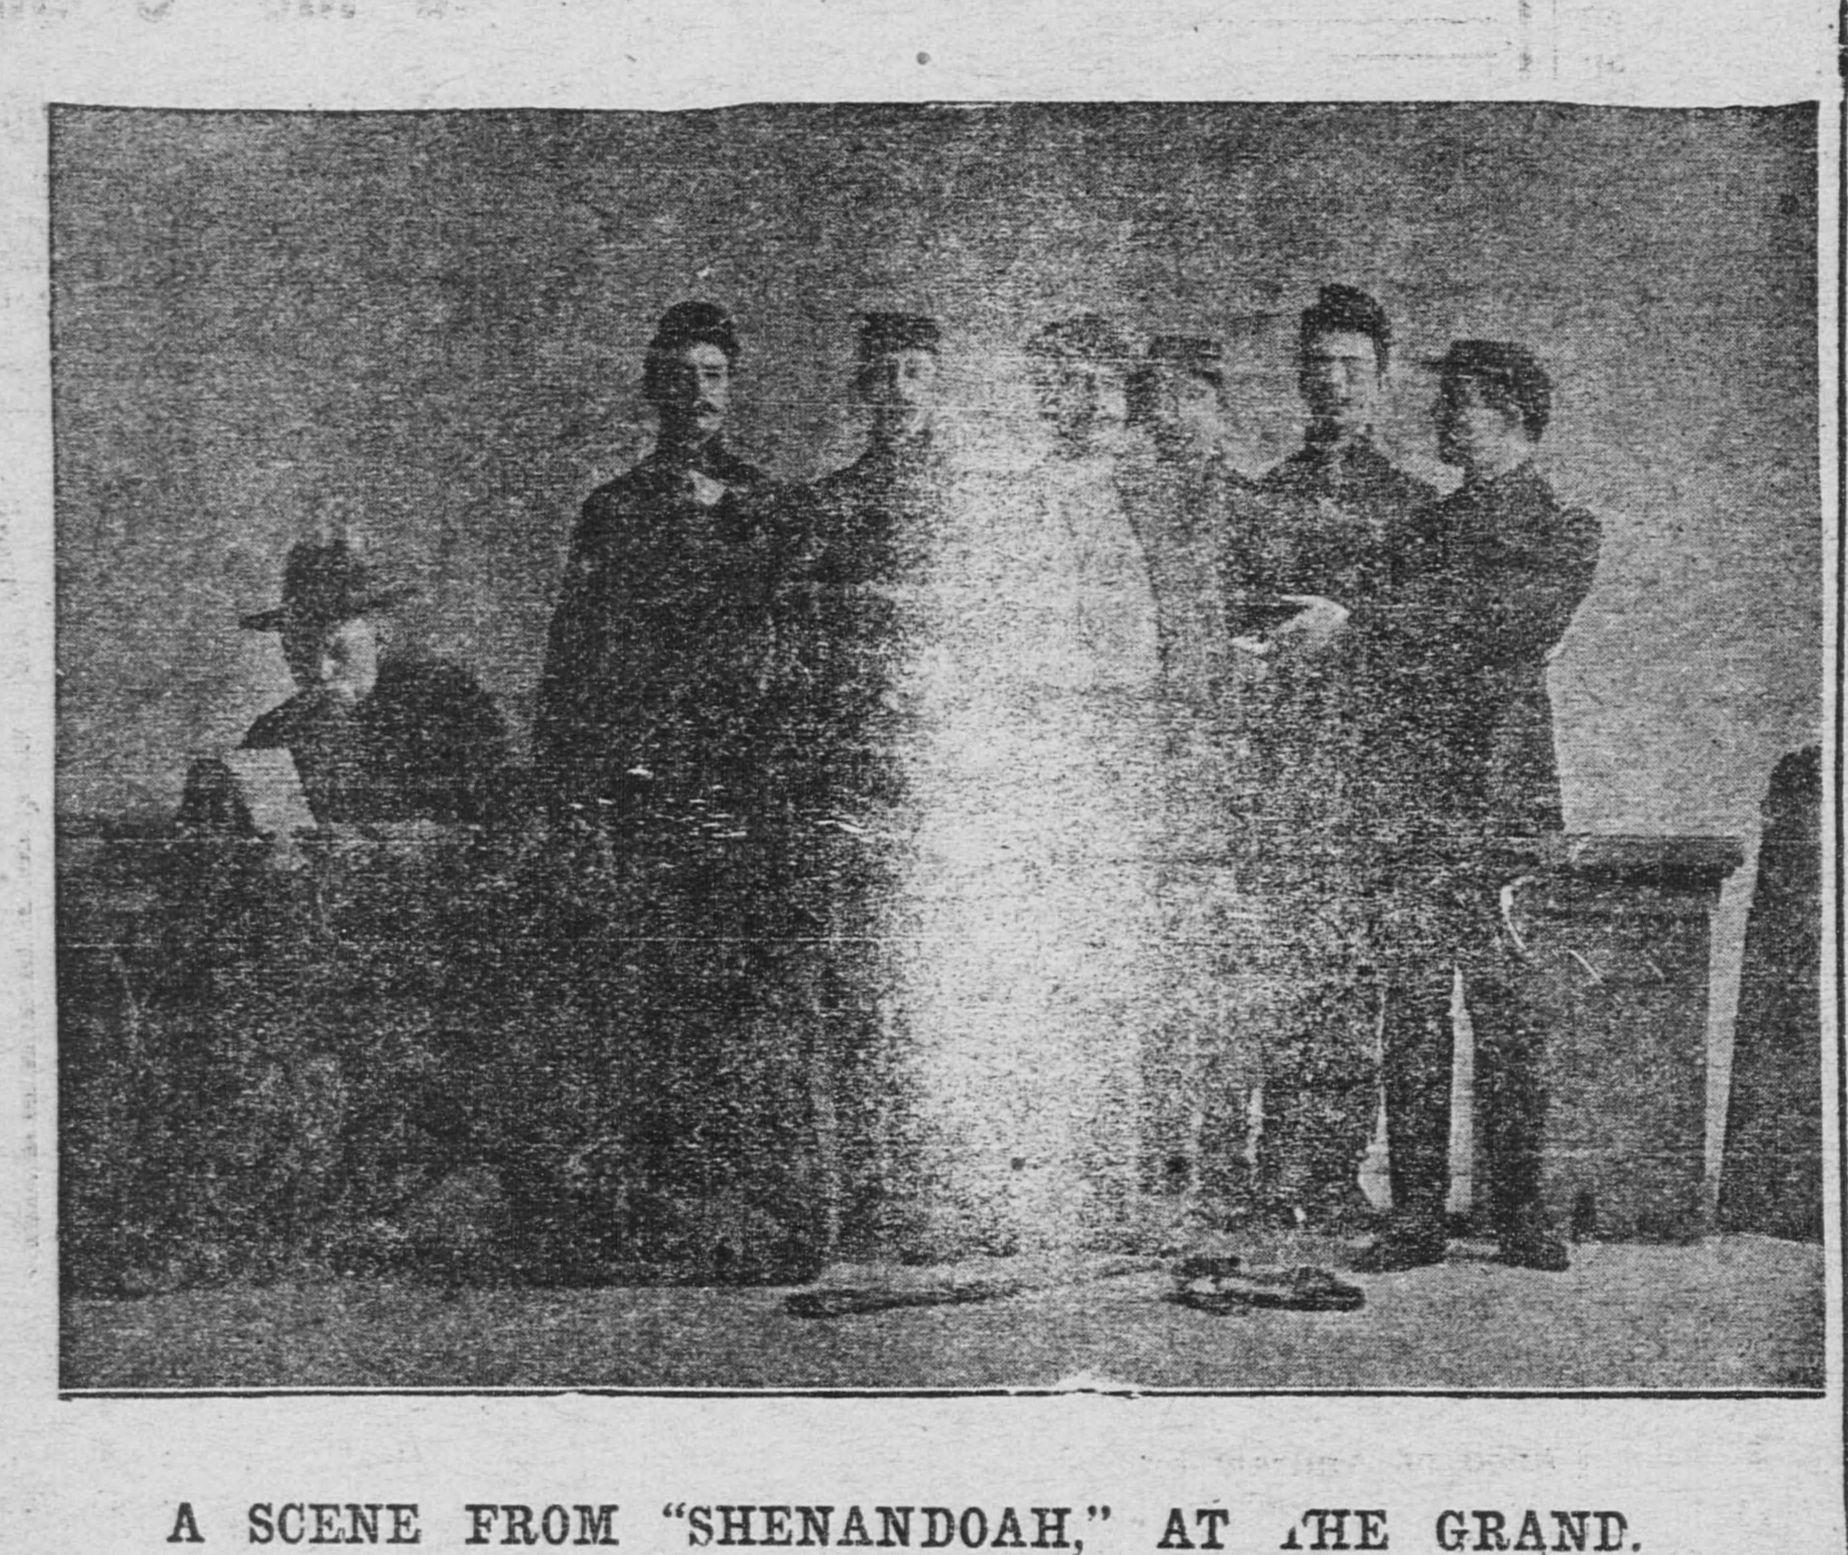 A SCENE FROM "SHENANDOAH," AT THE GRAND.